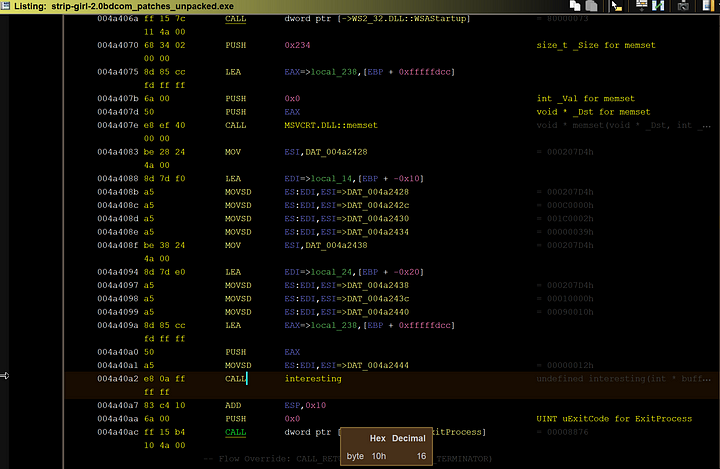 Listing: strip-girl-2.0bdcom_patches_unpacked.exe
004a406a ff 15 7c CALL dword ptr [->WS2_32.DLL::WSAStartup] = 00008873
11 4a 00
004a4070 68 34 02 PUSH 0x234 size_t _Size for memset
00 00
004a4075 8d 85 cc LEA EAX=>local_238,[EBP + 0xfffffdcc]
fd ff ff
004a407b 6a 00 PUSH 0x0 int _Val for memset
004a407d 50 PUSH EAX void * _Dst for memset
004a407e e8 ef 40 CALL MSVCRT.DLL::memset void * memset(void * _Dst, int _...
00 00
004a4083 be 28 24 MOV ESI,DAT_004a2428 = 000207D4h
4a 00
004a4088 8d 7d f0 LEA EDI=>local_14,[EBP + -0x10]
004a408b a5 MOVSD ES:EDI,ESI=>DAT_004a2428 = 000207D4h
004a408c a5 MOVSD ES:EDI,ESI=>DAT_004a242c = 000C0000h
004a408d a5 MOVSD ES:EDI,ESI=>DAT_004a2430 = 001C0002h
004a408e a5 MOVSD ES:EDI,ESI=>DAT_004a2434 = 00000039h
004a408f be 38 24 MOV ESI,DAT_004a2438 = 000207D4h
4a 00
004a4094 8d 7d e0 LEA EDI=>local_24,[EBP + -0x20]
004a4097 a5 MOVSD ES:EDI,ESI=>DAT_004a2438 = 000207D4h
004a4098 a5 MOVSD ES:EDI,ESI=>DAT_004a243c = 00010000h
004a4099 a5 MOVSD ES:EDI,ESI=>DAT_004a2440 = 00090010h
004a409a 8d 85 cc LEA EAX=>local_238,[EBP + 0xfffffdcc]
fd ff ff
004a40a0 50 PUSH EAX
004a40a1 a5 MOVSD ES:EDI,ESI=>DAT_004a2444 = 00000012h
004a40a2 e8 0a ff CALL interesting undefined interesting(int * buff...
ff ff
004a40a7 83 c4 10 ADD ESP,0x10
004a40aa 6a 00 PUSH 0x0 UINT uExitCode for ExitProcess
004a40ac ff 15 b4 CALL dword ptr [ xitProcess] = 00008876
10 4a 00
Hex Decimal
byte 10h 16
-- Flow Override: CALL_RET TERMINATOR)